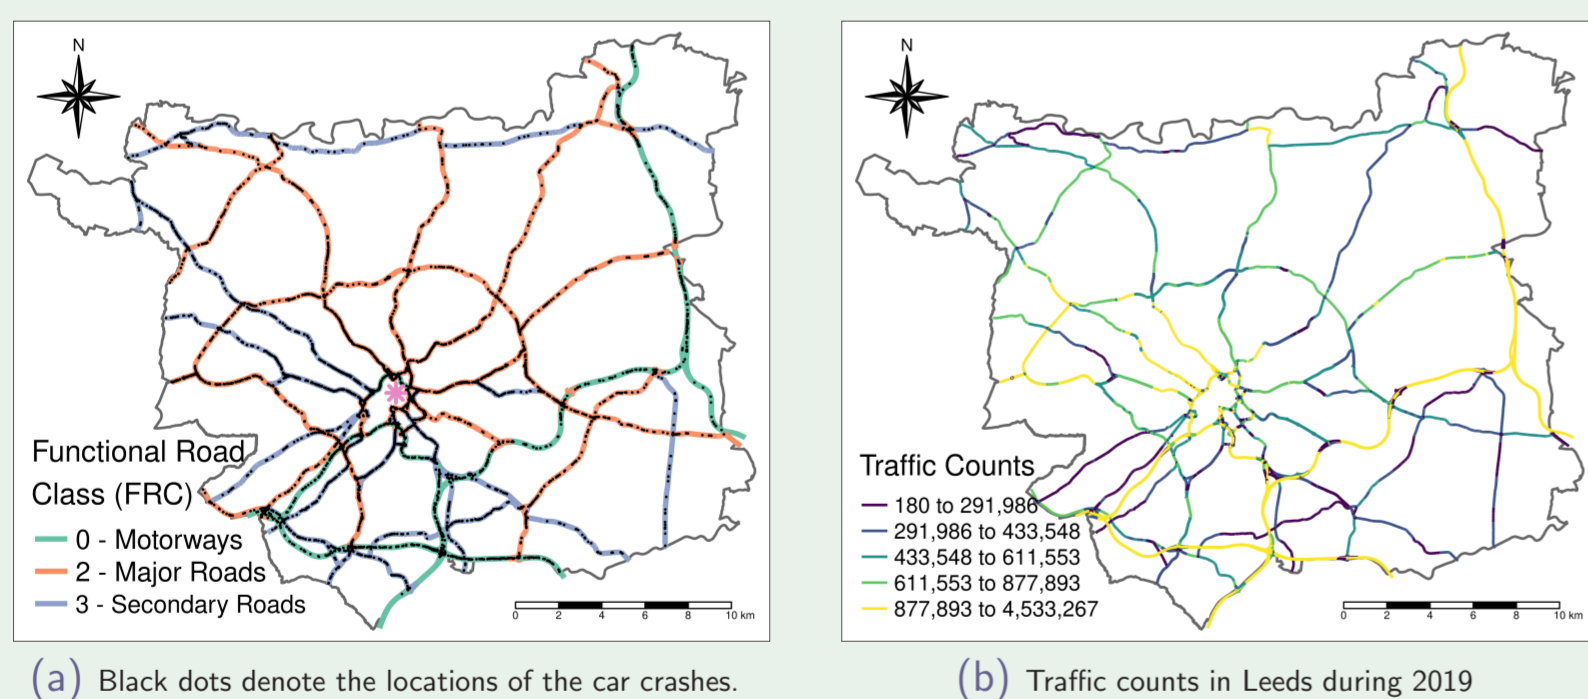 N
Functional Road
Class (FRC)
0 - Motorways
2 - Major Roads
3 - Secondary Roads
0 2 4 6 8 10 km
(a) Black dots denote the locations of the car crashes.
N
Traffic Counts
180 to 291,986
291,986 to 433,548
433,548 to 611,553
611,553 to 877,893
877,893 to 4,533,267
0 2 4 6 8 10 km
(b) Traffic counts in Leeds during 2019